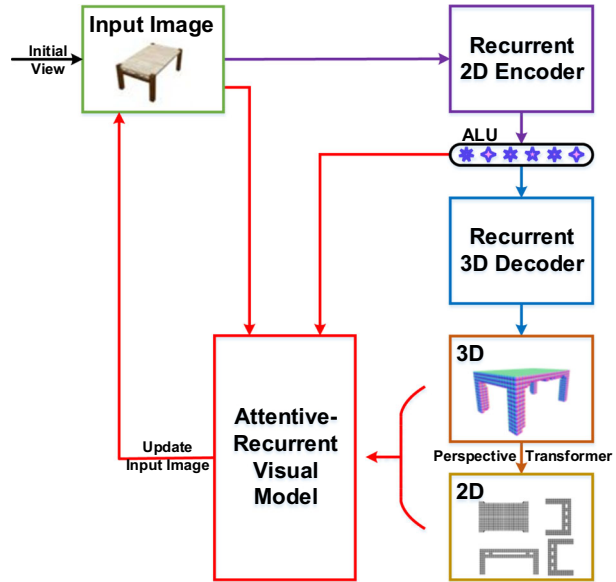 Initial
View
Input Image
Recurrent
2D Encoder
ALU
Recurrent
3D Decoder
3D
Perspective Transformer
2D
Attentive-
Recurrent
Visual
Model
Update
Input Image